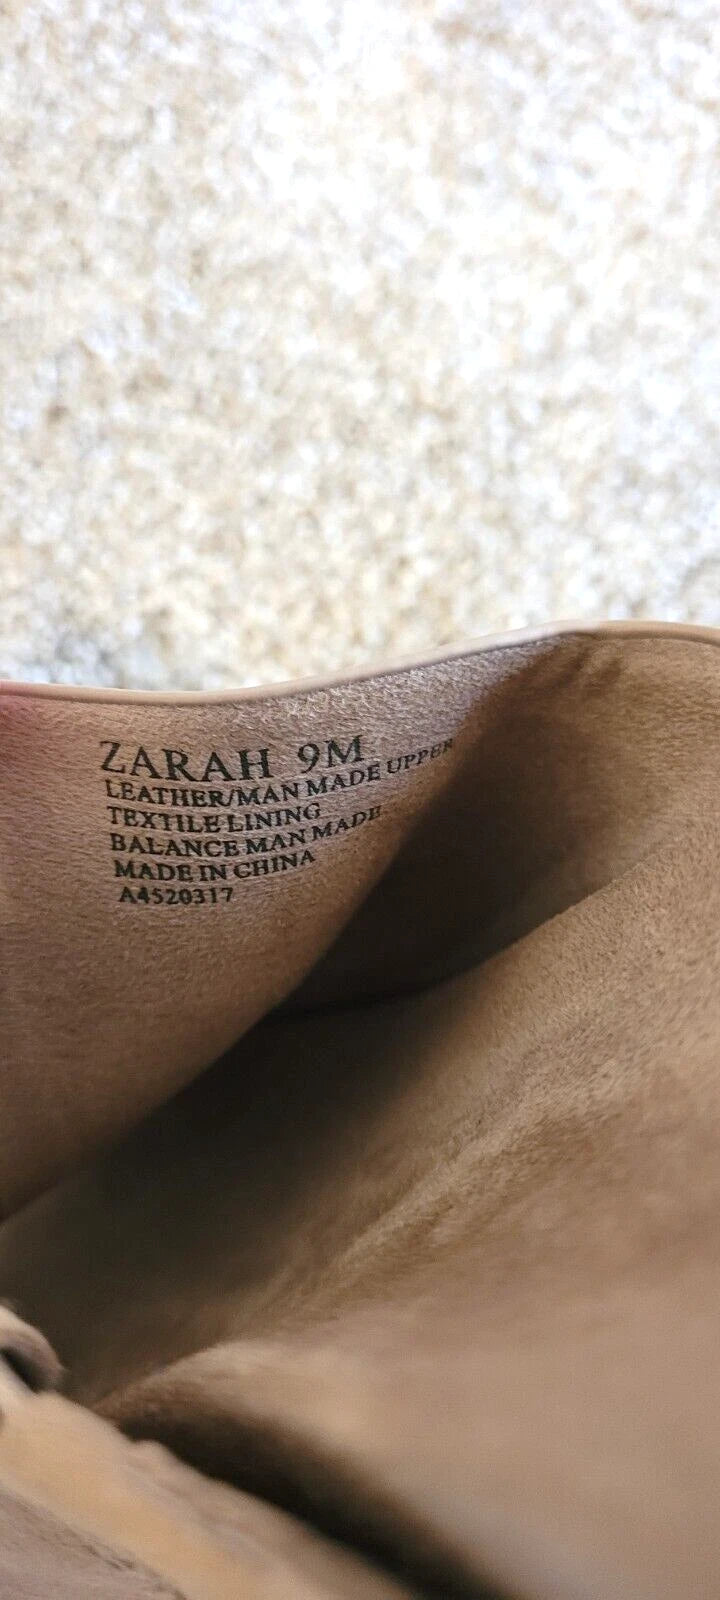 ZARAH 9M
LEATHER/MAN MADE UPPER
TEXTILE LINING
BALANCE MAN MADE
MADE IN CHINA
A4520317